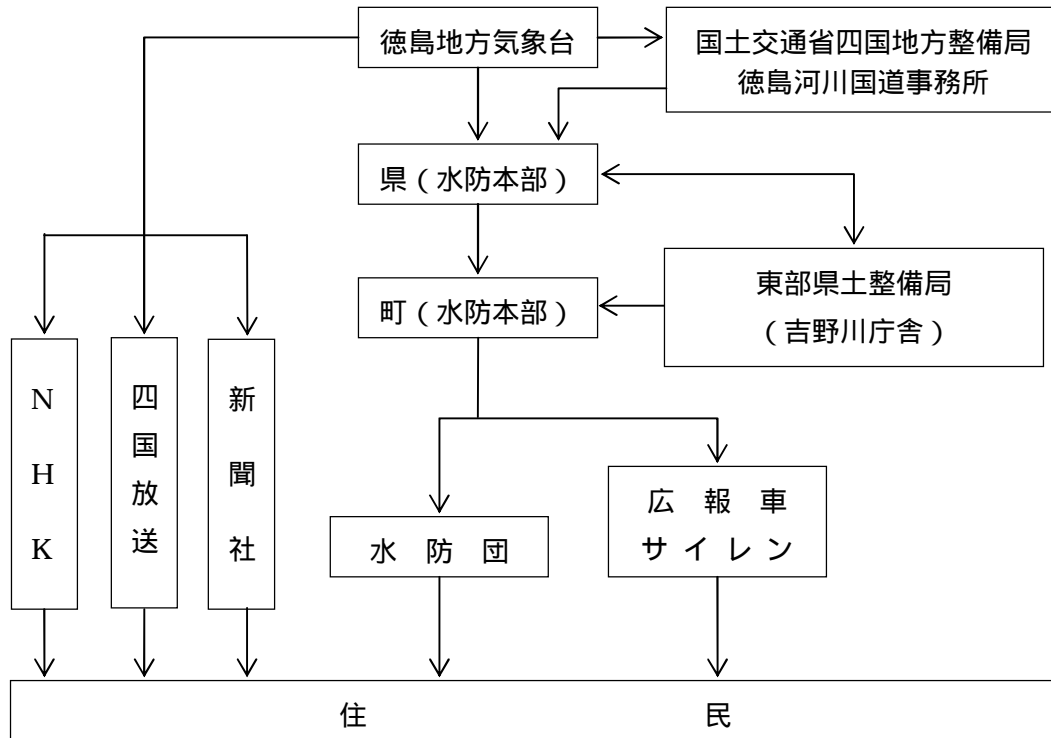 徳島地方気象台
国土交通省四国地方整備局
徳島河川国道事務所
県（水防本部）
町（水防本部）
東部県土整備局
（吉野川庁舎）
NHK
四国放送
新聞社
水防団
広報車
サイレン
住民